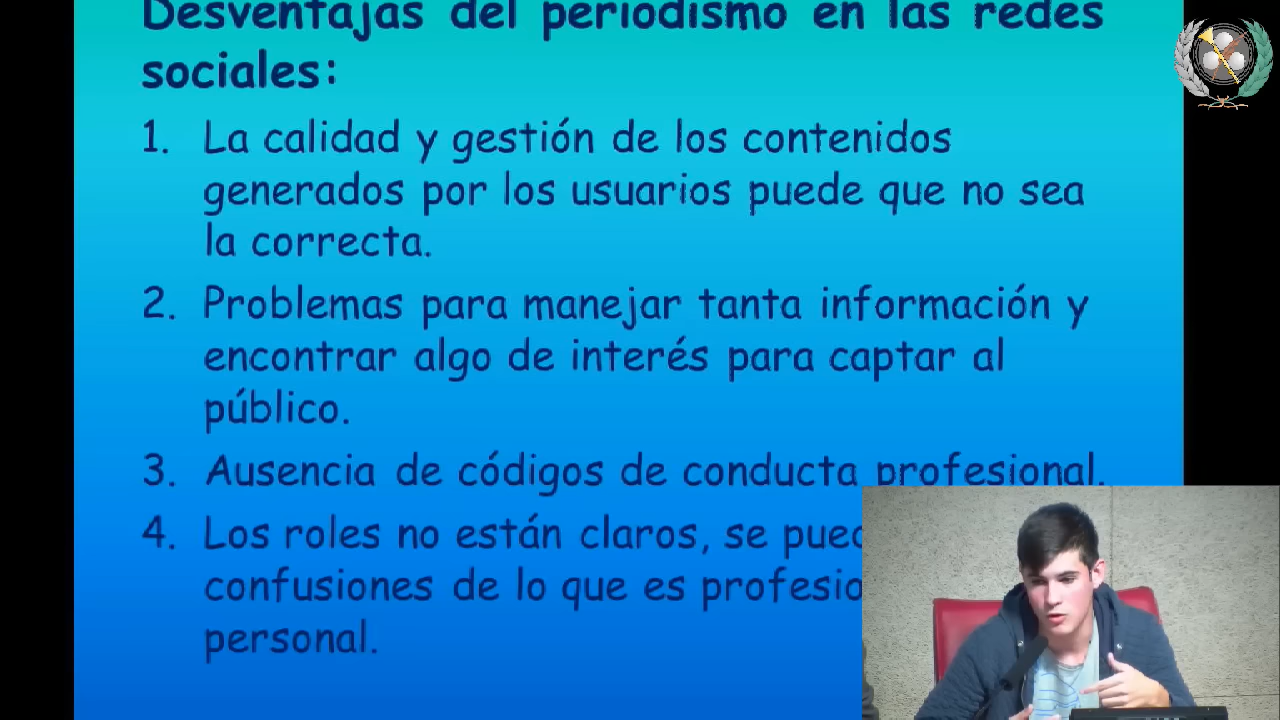 Desventajas del periodismo en las redes
sociales:
1. La calidad y gestión de los contenidos
generados por los usuarios puede que no sea
la correcta.
2. Problemas para manejar tanta información y
encontrar algo de interés para captar al
público.
3. Ausencia de códigos de conducta profesional.
4. Los roles no están claros, se
confusiones de lo que es
personal.